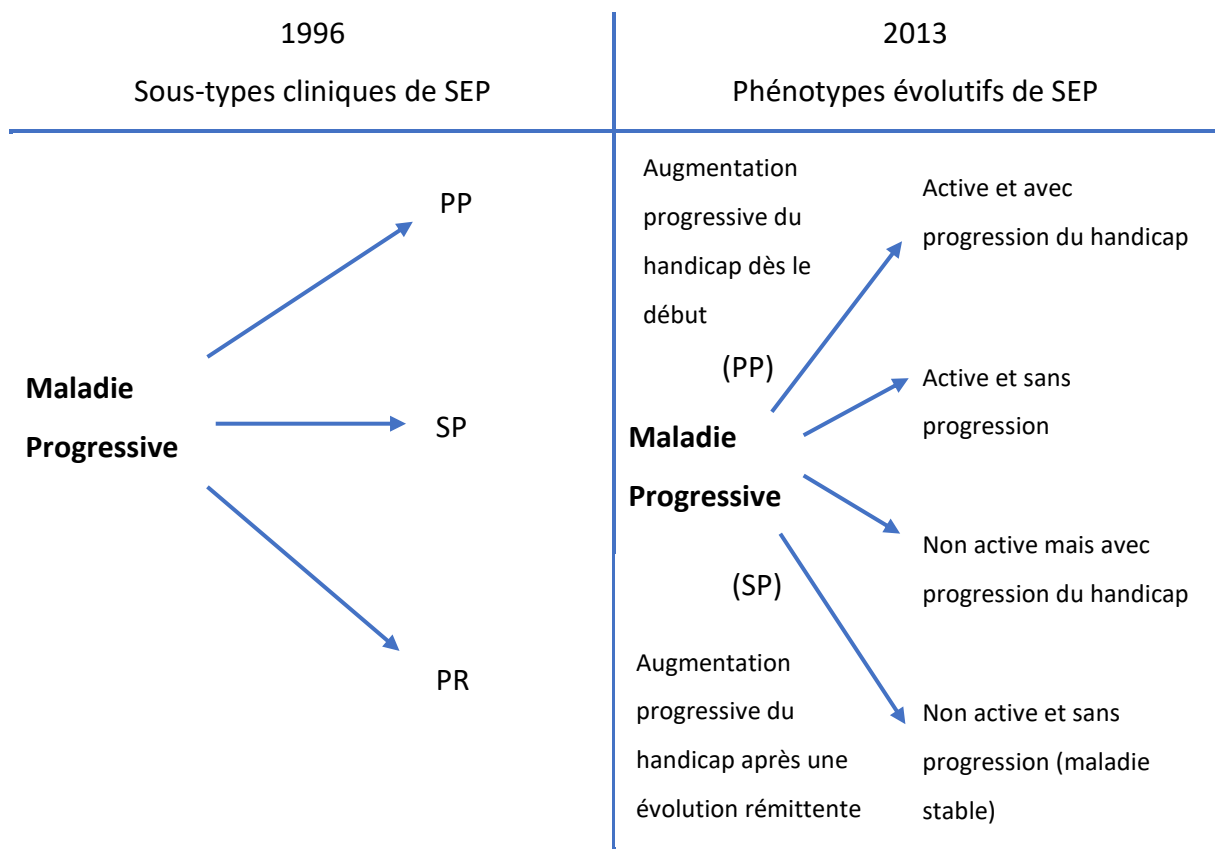 1996
Sous-types cliniques de SEP
PP
Maladie
Progressive
SP
PR
2013
Phénotypes évolutifs de SEP
Augmentation
progressive du
handicap dès le
début
(PP)
Maladie
Progressive
(SP)
Augmentation
progressive du
handicap après une
évolution rémittente
Active et avec
progression du handicap
Active et sans
progression
Non active mais avec
progression du handicap
Non active et sans
progression (maladie
stable)